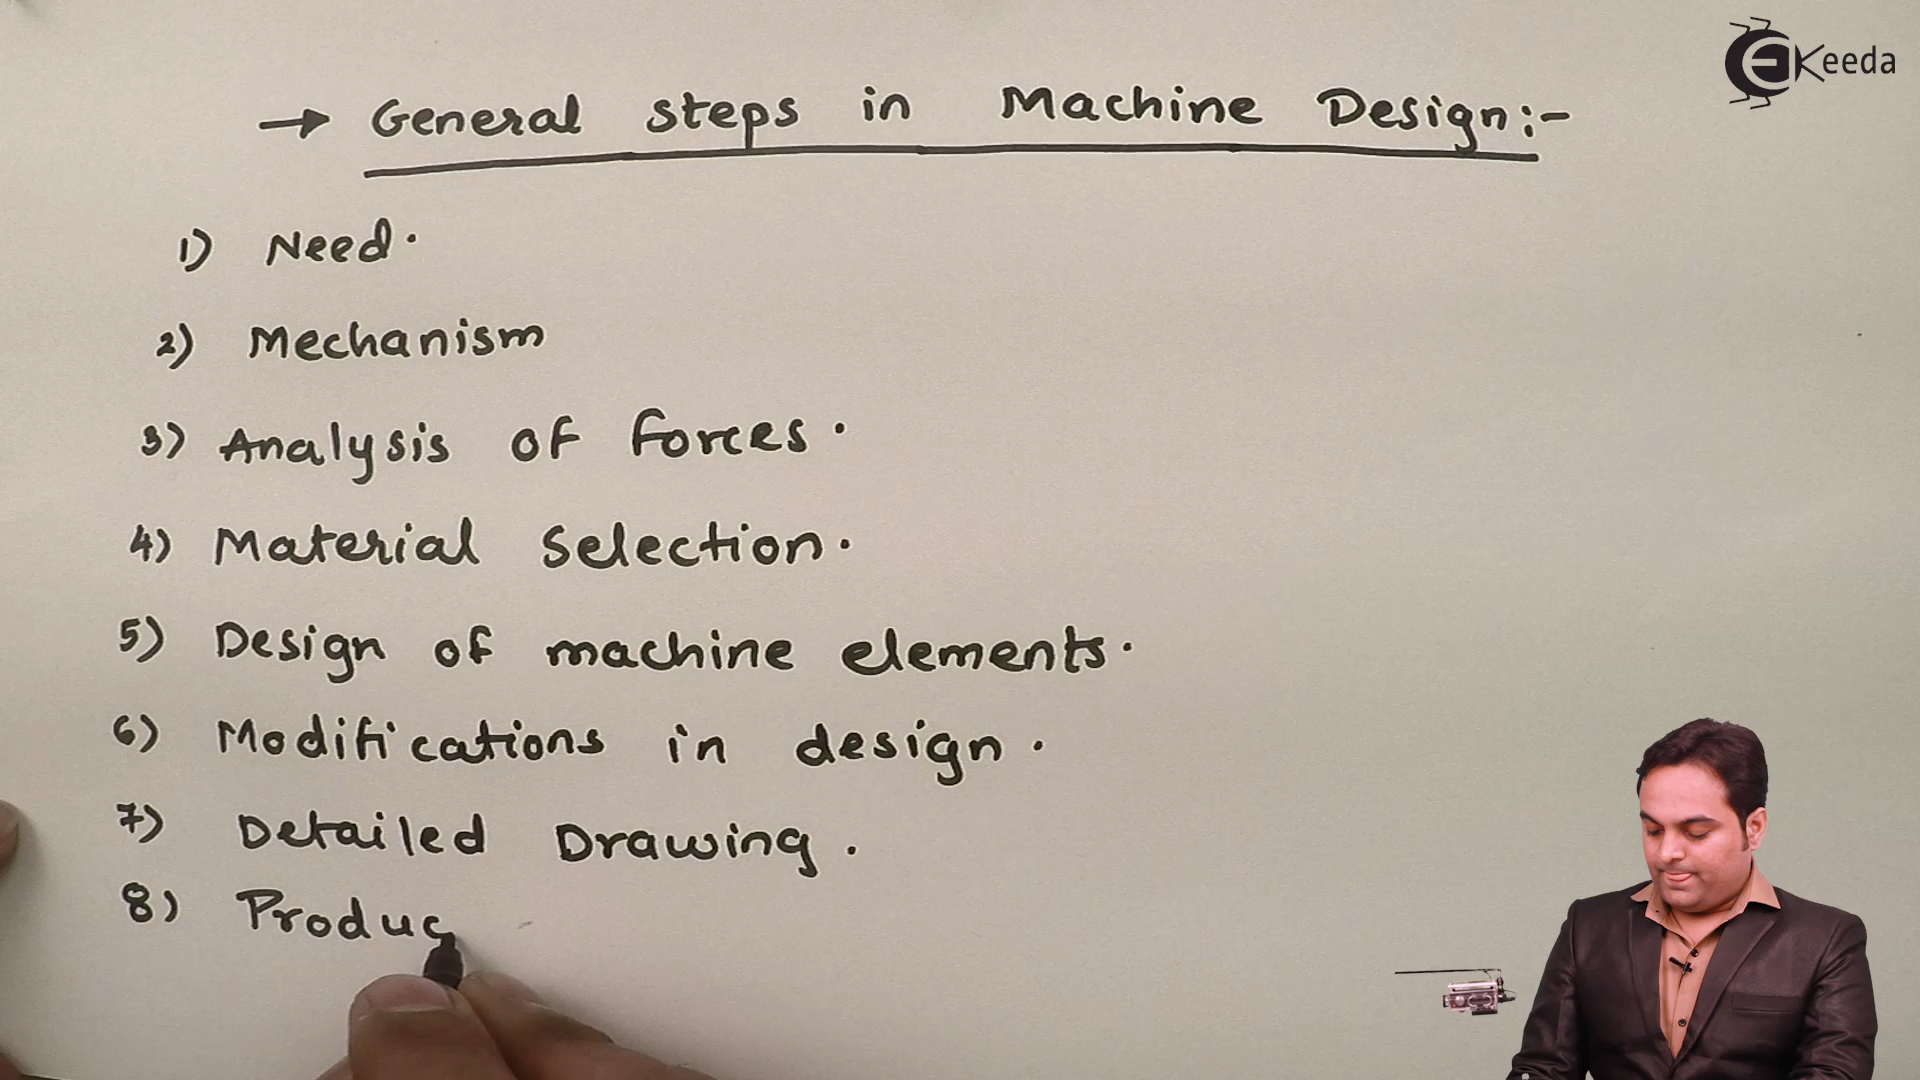 EKeeda
→ General steps in Machine Design:-
1) Need.
2) Mechanism
3) Analysis of forces.
4) Material selection.
5) Design of machine elements.
6) Modifications in design.
7) Detailed Drawing.
8) Produc